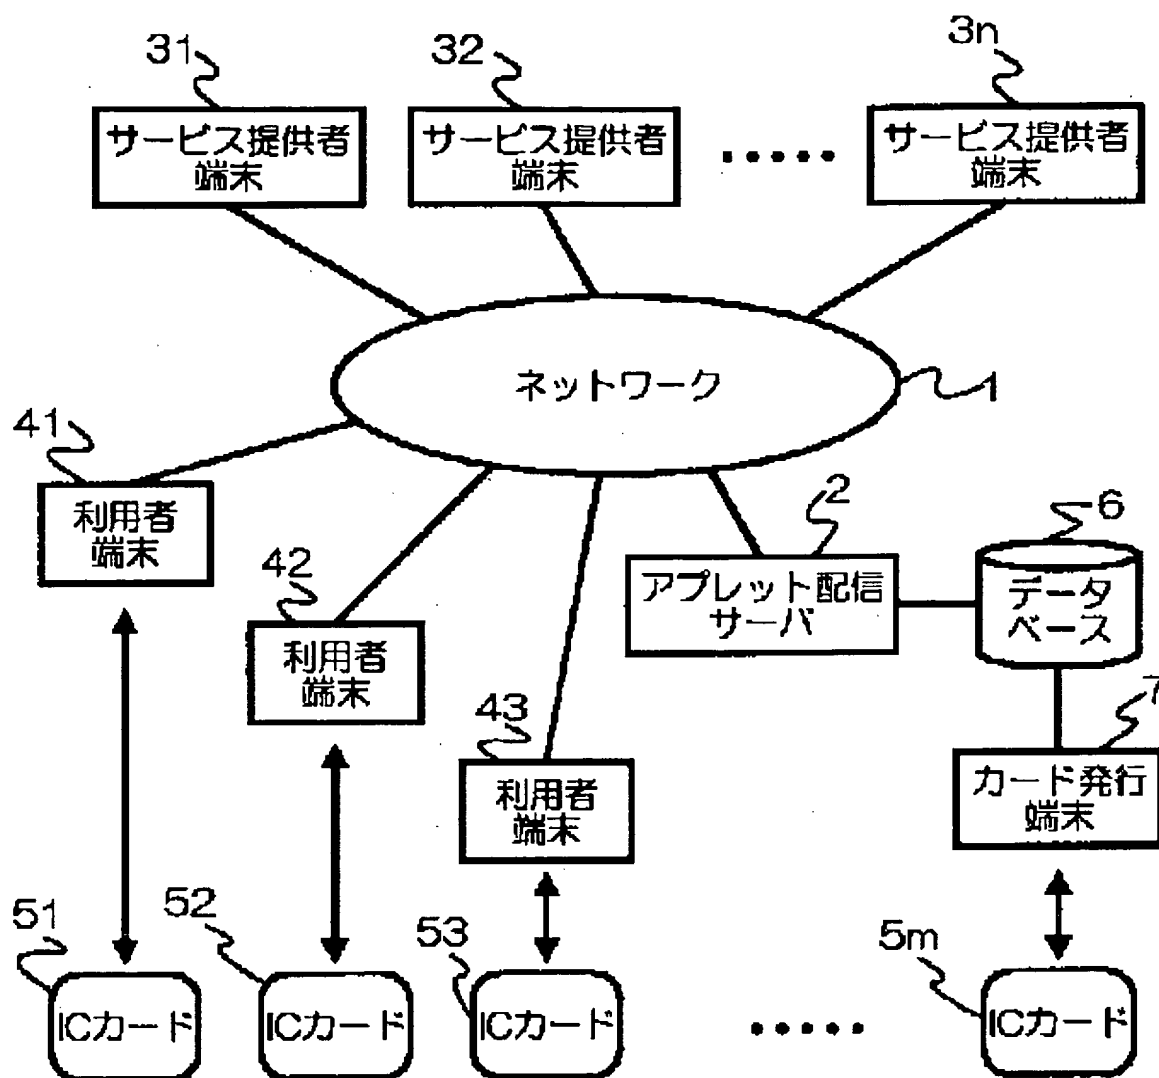 31
32
3n
サービス提供者
端末
サービス提供者
端末
サービス提供者
端末
ネットワーク
1
41
利用者
端末
42
利用者
端末
43
利用者
端末
2
アプレット配信
サーバ
6
データ
ベース
7
カード発行
端末
51
ICカード
52
ICカード
53
ICカード
5m
ICカード